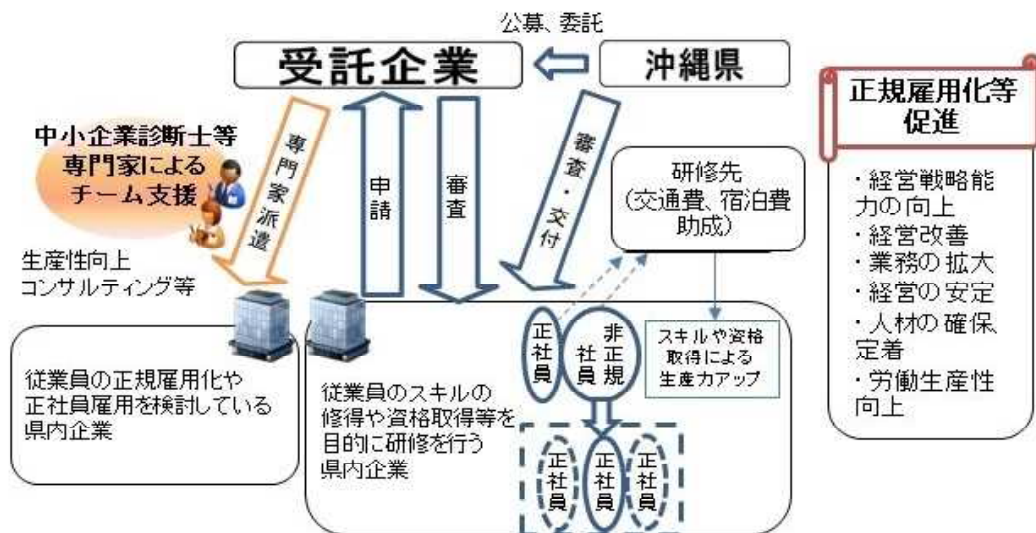 公募、委託
受託企業
沖縄県
正規雇用化等
促進
中小企業診断士等
専門家による
チーム支援
専門家派遣
申請
審査
審査・交付
研修先
(交通費、宿泊費
助成)
・経営戦略能
力の向上
・経営改善
・業務の拡大
・経営の安定
・人材の確保、
定着
・労働生産性
向上
生産性向上
コンサルティング等
従業員の正規雇用化や
正社員雇用を検討している
県内企業
従業員のスキルの
修得や資格取得等を
目的に研修を行う
県内企業
正社員
非正規
社員
スキルや資格
取得による
生産力アップ
正社員
正社員
正社員